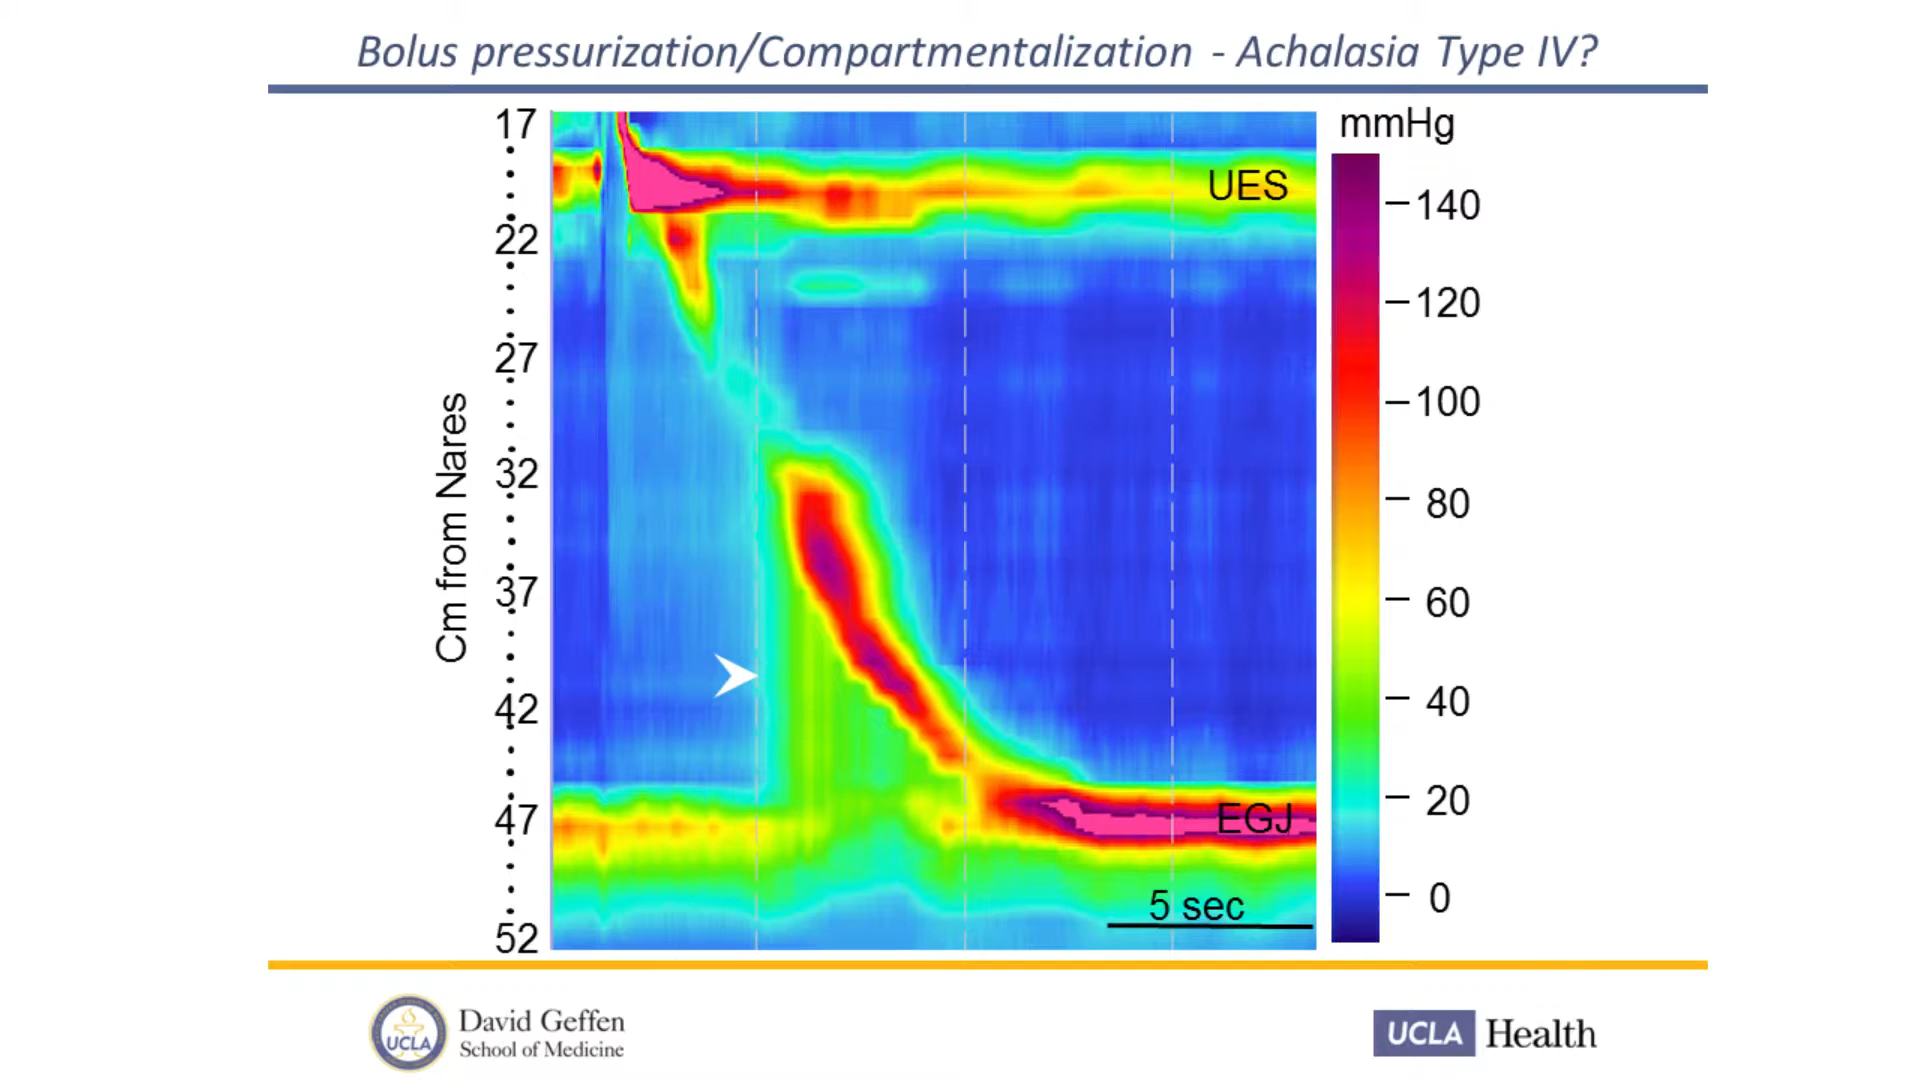 Bolus pressurization/Compartmentalization - Achalasia Type IV?
mmHg
17
22
27
32
37
42
47
52
Cm from Nares
UES
EGJ
5 sec
140
120
100
80
60
40
20
0
UCLA
David Geffen
School of Medicine
UCLA Health